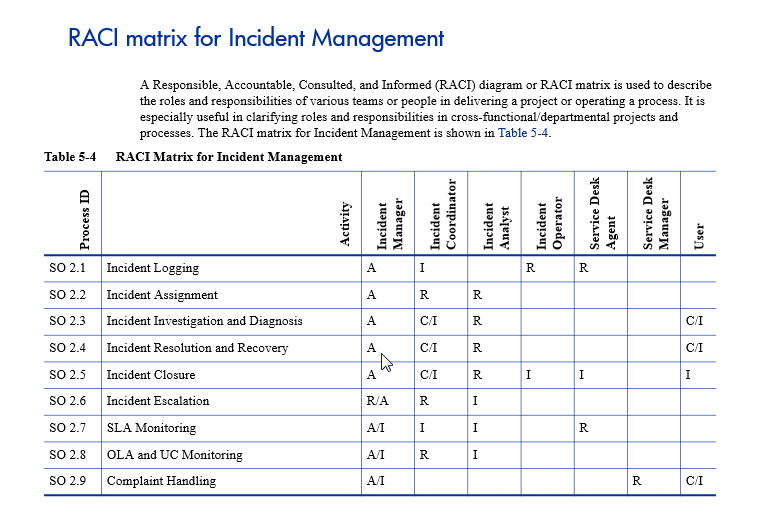 RACI matrix for Incident Management
A Responsible, Accountable, Consulted, and Informed (RACI) diagram or RACI matrix is used to describe
the roles and responsibilities of various teams or people in delivering a project or operating a process. It is
especially useful in clarifying roles and responsibilities in cross-functional/departmental projects and
processes. The RACI matrix for Incident Management is shown in Table 5-4.
Table 5-4 RACI Matrix for Incident Management
Process ID Activity Incident Manager Incident Coordinator Incident Analyst Incident Operator Service Desk Agent Service Desk Manager User
SO 2.1 Incident Logging A I R R
SO 2.2 Incident Assignment A R R
SO 2.3 Incident Investigation and Diagnosis A C/I R C/I
SO 2.4 Incident Resolution and Recovery A C/I R C/I
SO 2.5 Incident Closure A C/I R I I I
SO 2.6 Incident Escalation R/A R I
SO 2.7 SLA Monitoring A/I I I R
SO 2.8 OLA and UC Monitoring A/I R I
SO 2.9 Complaint Handling A/I R C/I